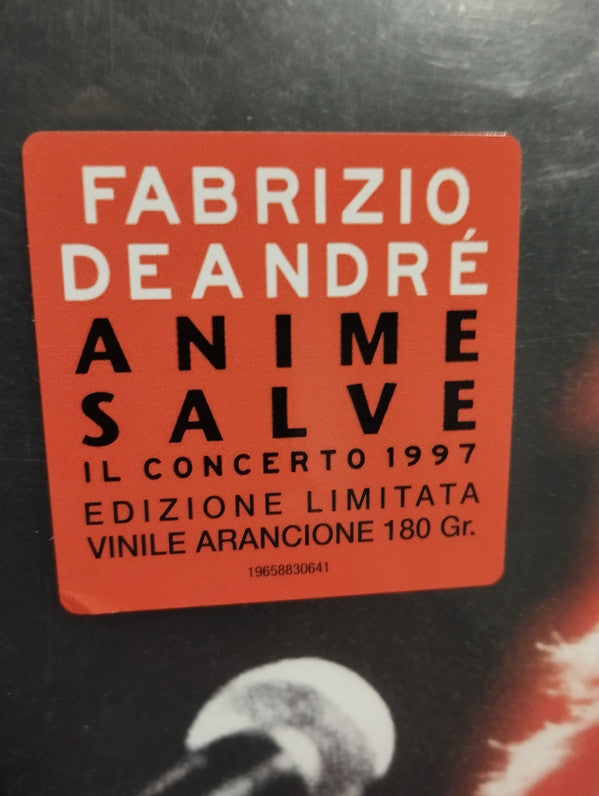 FABRIZIO
DE ANDRÉ
ANIME
SALVE
IL CONCERTO 1997
EDIZIONE LIMITATA
VINILE ARANCIONE 180 Gr.
19658830641